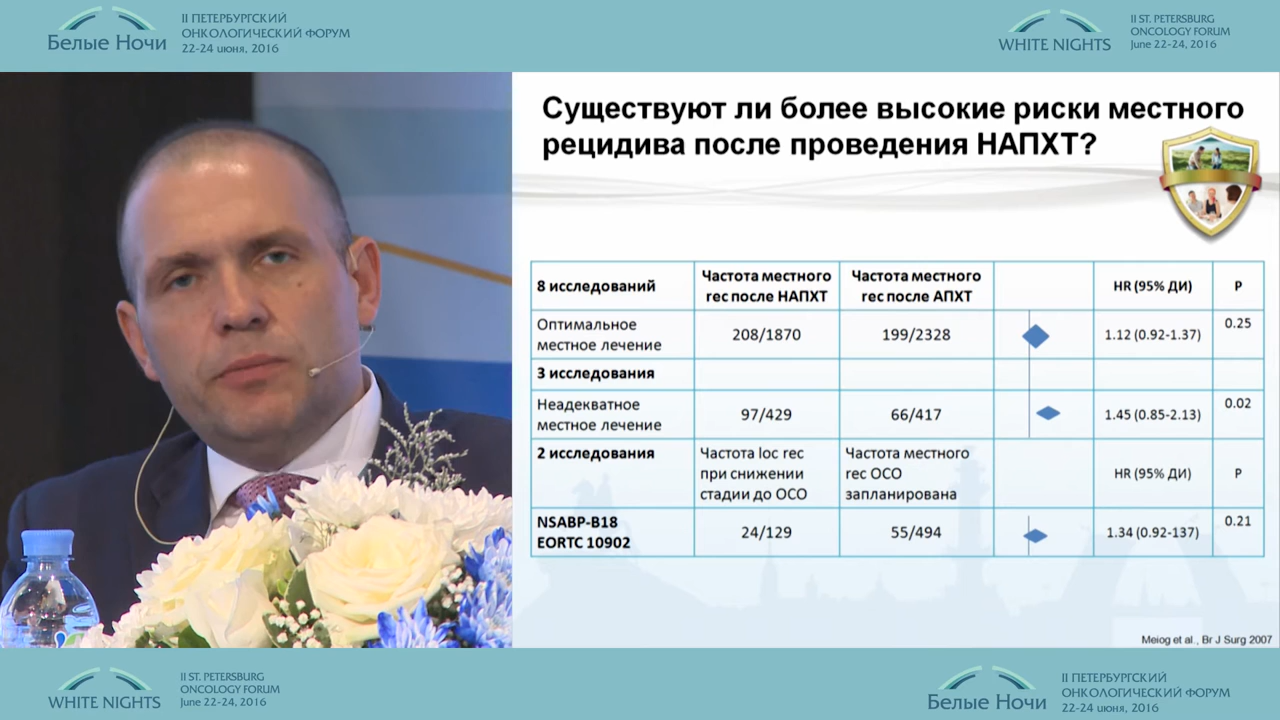 Белые Ночи
II ПЕТЕРБУРГСКИЙ
ОНКОЛОГИЧЕСКИЙ ФОРУМ
22-24 июня, 2016
WHITE NIGHTS
II ST. PETERSBURG
ONCOLOGY FORUM
June 22-24, 2016
Существуют ли более высокие риски местного
рецидива после проведения НАПХТ?
8 исследований
Частота местного
rec после НАПХТ
Частота местного
rec после АПХТ
HR (95% ДИ)
P
Оптимальное
местное лечение
208/1870
199/2328
1.12 (0.92-1.37)
0.25
3 исследования
Неадекватное
местное лечение
97/429
66/417
1.45 (0.85-2.13)
0.02
2 исследования
Частота loc rec
при снижении
стадии до ОСО
Частота местного
rec ОСО
запланирована
HR (95% ДИ)
P
NSABP-B18
EORTC 10902
24/129
55/494
1.34 (0.92-137)
0.21
Meiog et al., Br J Surg 2007
WHITE NIGHTS
II ST. PETERSBURG
ONCOLOGY FORUM
June 22-24, 2016
Белые Ночи
II ПЕТЕРБУРГСКИЙ
ОНКОЛОГИЧЕСКИЙ ФОРУМ
22-24 июня, 2016